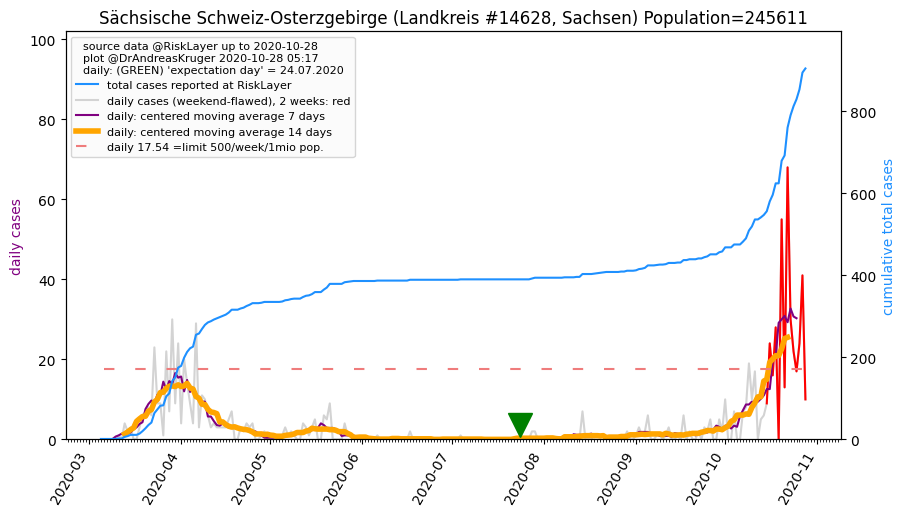 Sächsische Schweiz-Osterzgebirge (Landkreis #14628, Sachsen) Population=245611
source data @RiskLayer up to 2020-10-28
plot @DrAndreasKruger 2020-10-28 05:17
daily: (GREEN) 'expectation day' = 24.07.2020
total cases reported at RiskLayer
daily cases (weekend-flawed), 2 weeks: red
daily: centered moving average 7 days
daily: centered moving average 14 days
daily 17.54 =limit 500/week/1mio pop.
daily cases
100
80
60
40
20
0
cumulative total cases
800
600
400
200
0
2020-03
2020-04
2020-05
2020-06
2020-07
2020-08
2020-09
2020-10
2020-11